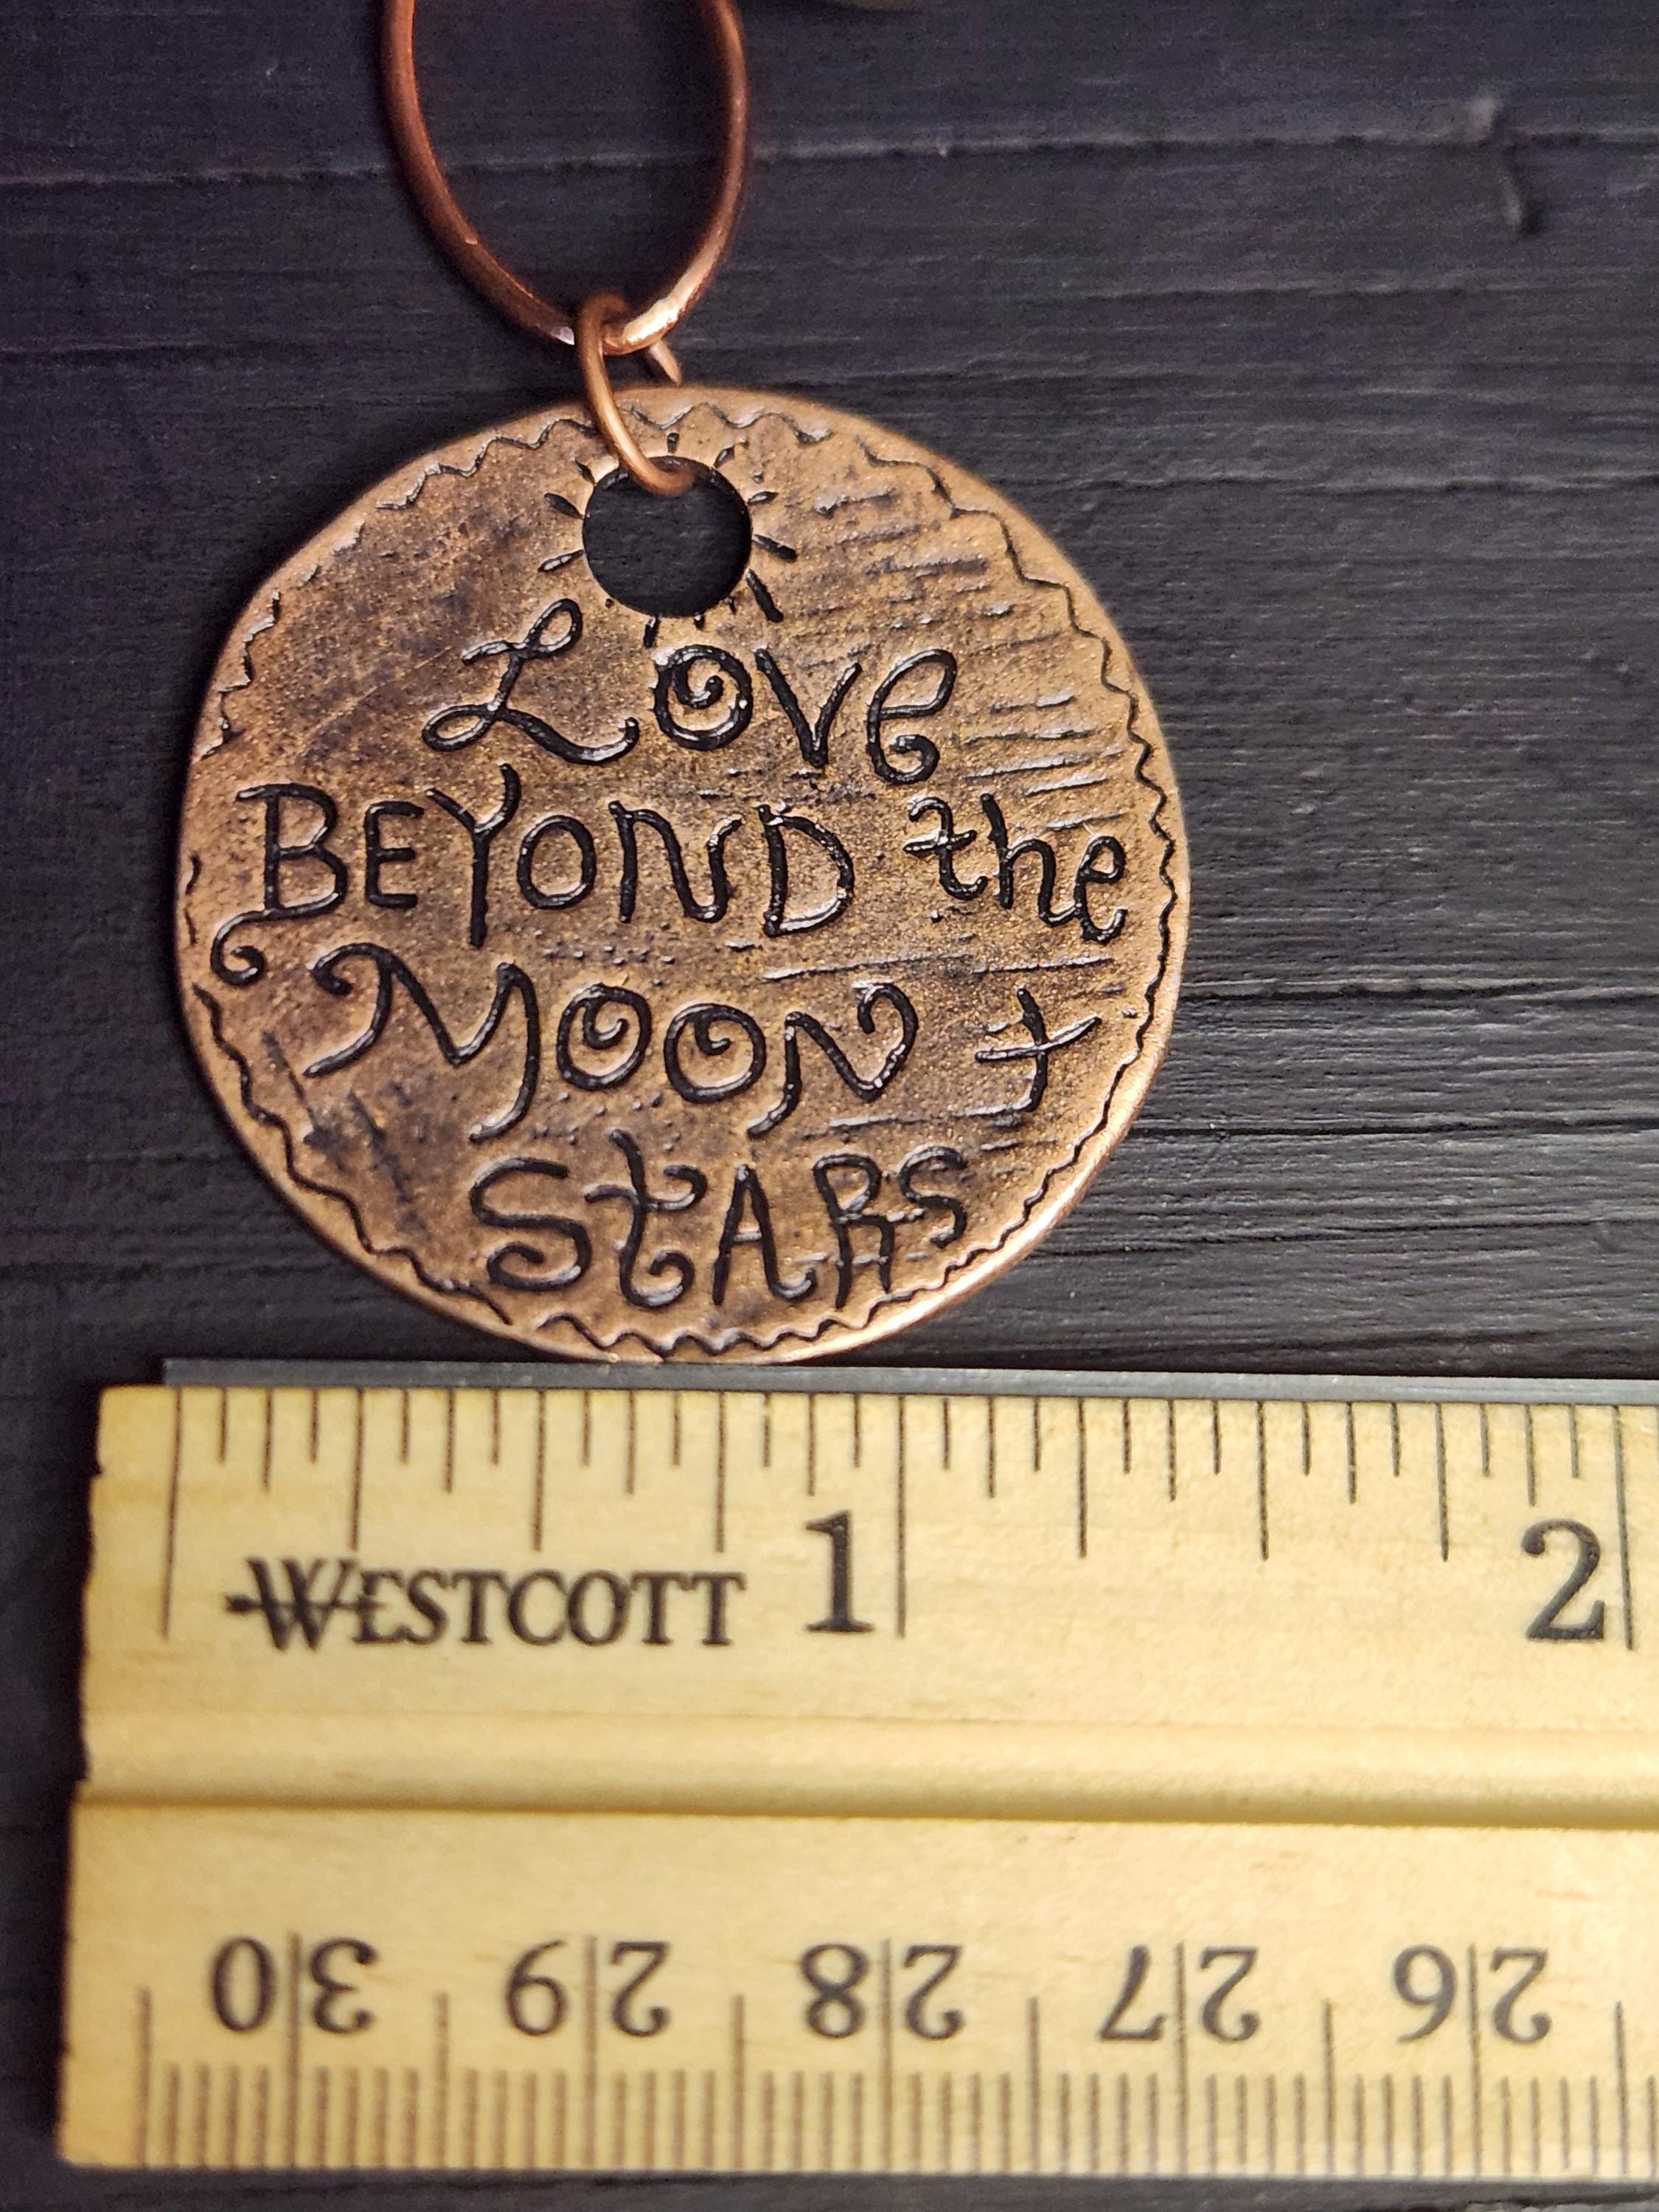 Love
BEYOND the
MOON +
StARS
1 2
WESTCOTT
30 29 28 27 26